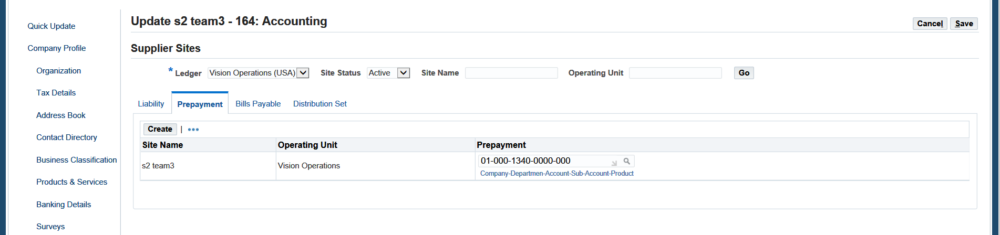 Quick Update
Company Profile
Organization
Tax Details
Address Book
Contact Directory
Business Classification
Products & Services
Banking Details
Surveys
Update s2 team3 - 164: Accounting
Cancel Save
Supplier Sites
* Ledger Vision Operations (USA) Site Status Active Site Name Operating Unit Go
Liability Prepayment Bills Payable Distribution Set
Create | •••
Site Name Operating Unit Prepayment
s2 team3 Vision Operations 01-000-1340-0000-000
Company-Departmen-Account-Sub-Account-Product